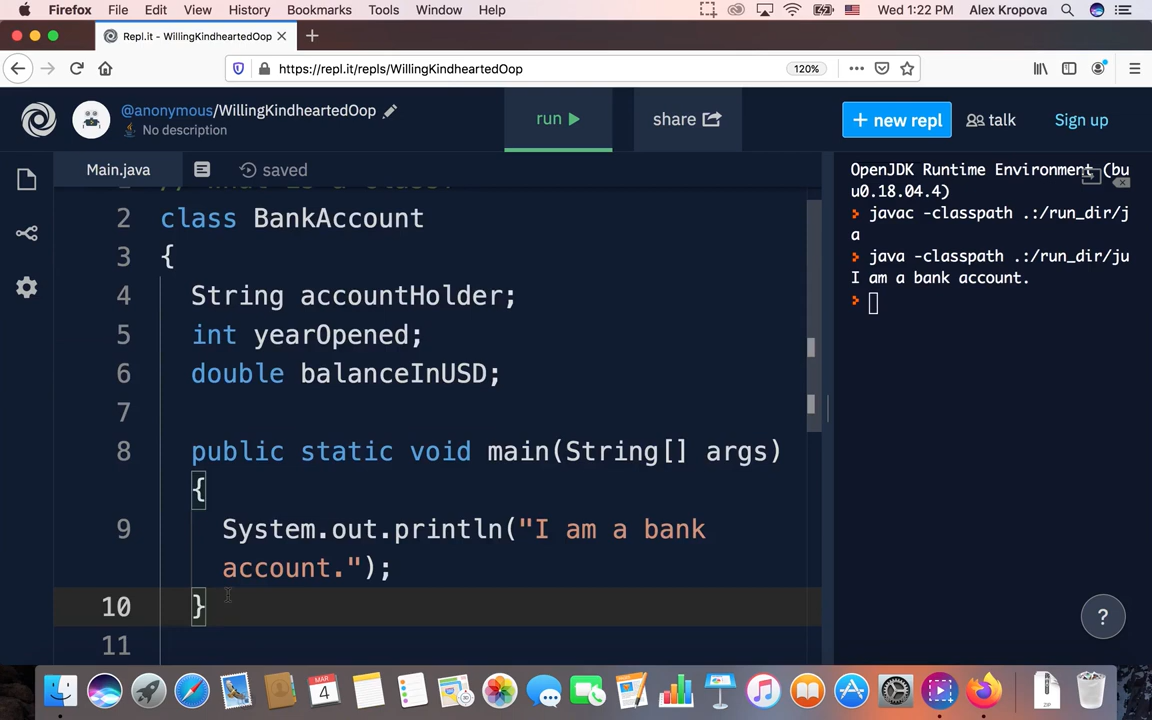 Firefox File Edit View History Bookmarks Tools Window Help Wed 1:22 PM Alex Kropova
Repl.it - WillingKindheartedOop
https://repl.it/repls/WillingKindheartedOop 120%
@anonymous/WillingKindheartedOop
No description
run
share
+ new repl
talk
Sign up
Main.java
saved
2 class BankAccount
3 {
4 String accountHolder;
5 int yearOpened;
6 double balanceInUSD;
7
8 public static void main(String[] args)
{
9 System.out.println("I am a bank
account.");
10 }
11
OpenJDK Runtime Environment (bu
u0.18.04.4)
javac -classpath .:/run_dir/j
a
java -classpath .:/run_dir/ju
I am a bank account.
?
MAR
4
ZIP